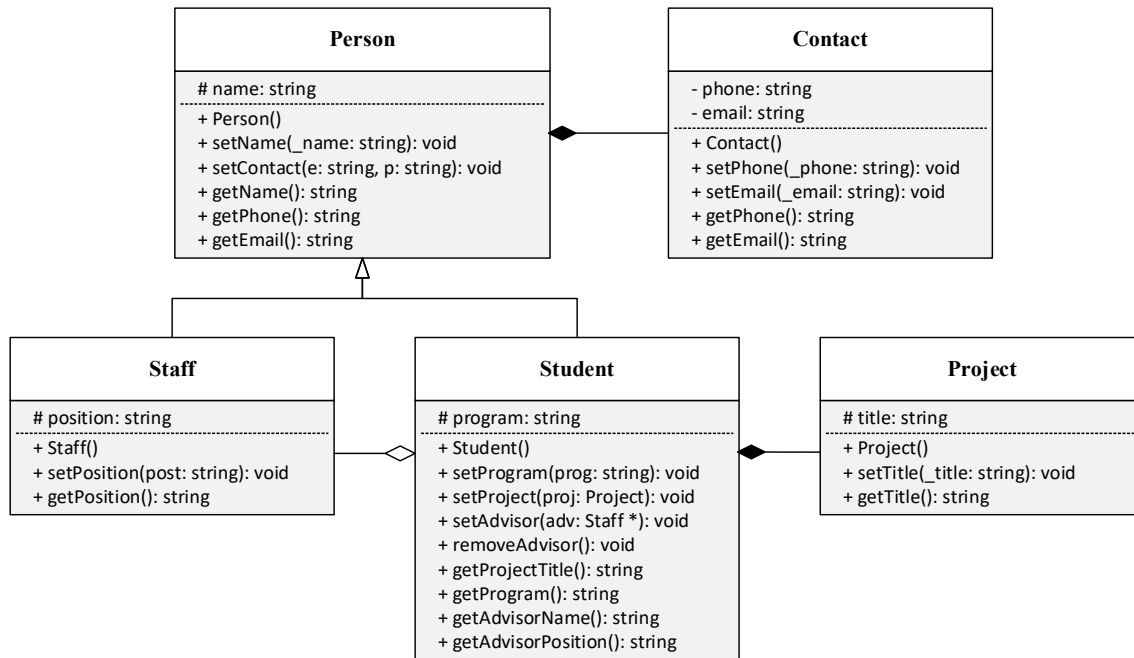 Person
# name: string
+ Person()
+ setName(_name: string): void
+ setContact(e: string, p: string): void
+ getName(): string
+ getPhone(): string
+ getEmail(): string
Contact
- phone: string
- email: string
+ Contact()
+ setPhone(_phone: string): void
+ setEmail(_email: string): void
+ getPhone(): string
+ getEmail(): string
Staff
# position: string
+ Staff()
+ setPosition(post: string): void
+ getPosition(): string
Student
# program: string
+ Student()
+ setProgram(prog: string): void
+ setProject(proj: Project): void
+ setAdvisor(adv: Staff *): void
+ removeAdvisor(): void
+ getProjectTitle(): string
+ getProgram(): string
+ getAdvisorName(): string
+ getAdvisorPosition(): string
Project
# title: string
+ Project()
+ setTitle(_title: string): void
+ getTitle(): string